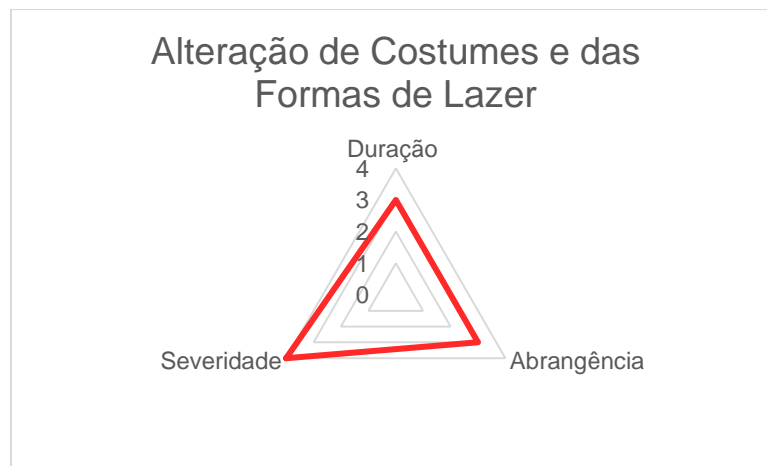 Alteração de Costumes e das
Formas de Lazer
Duração
4
3
2
1
0
Severidade
Abrangência